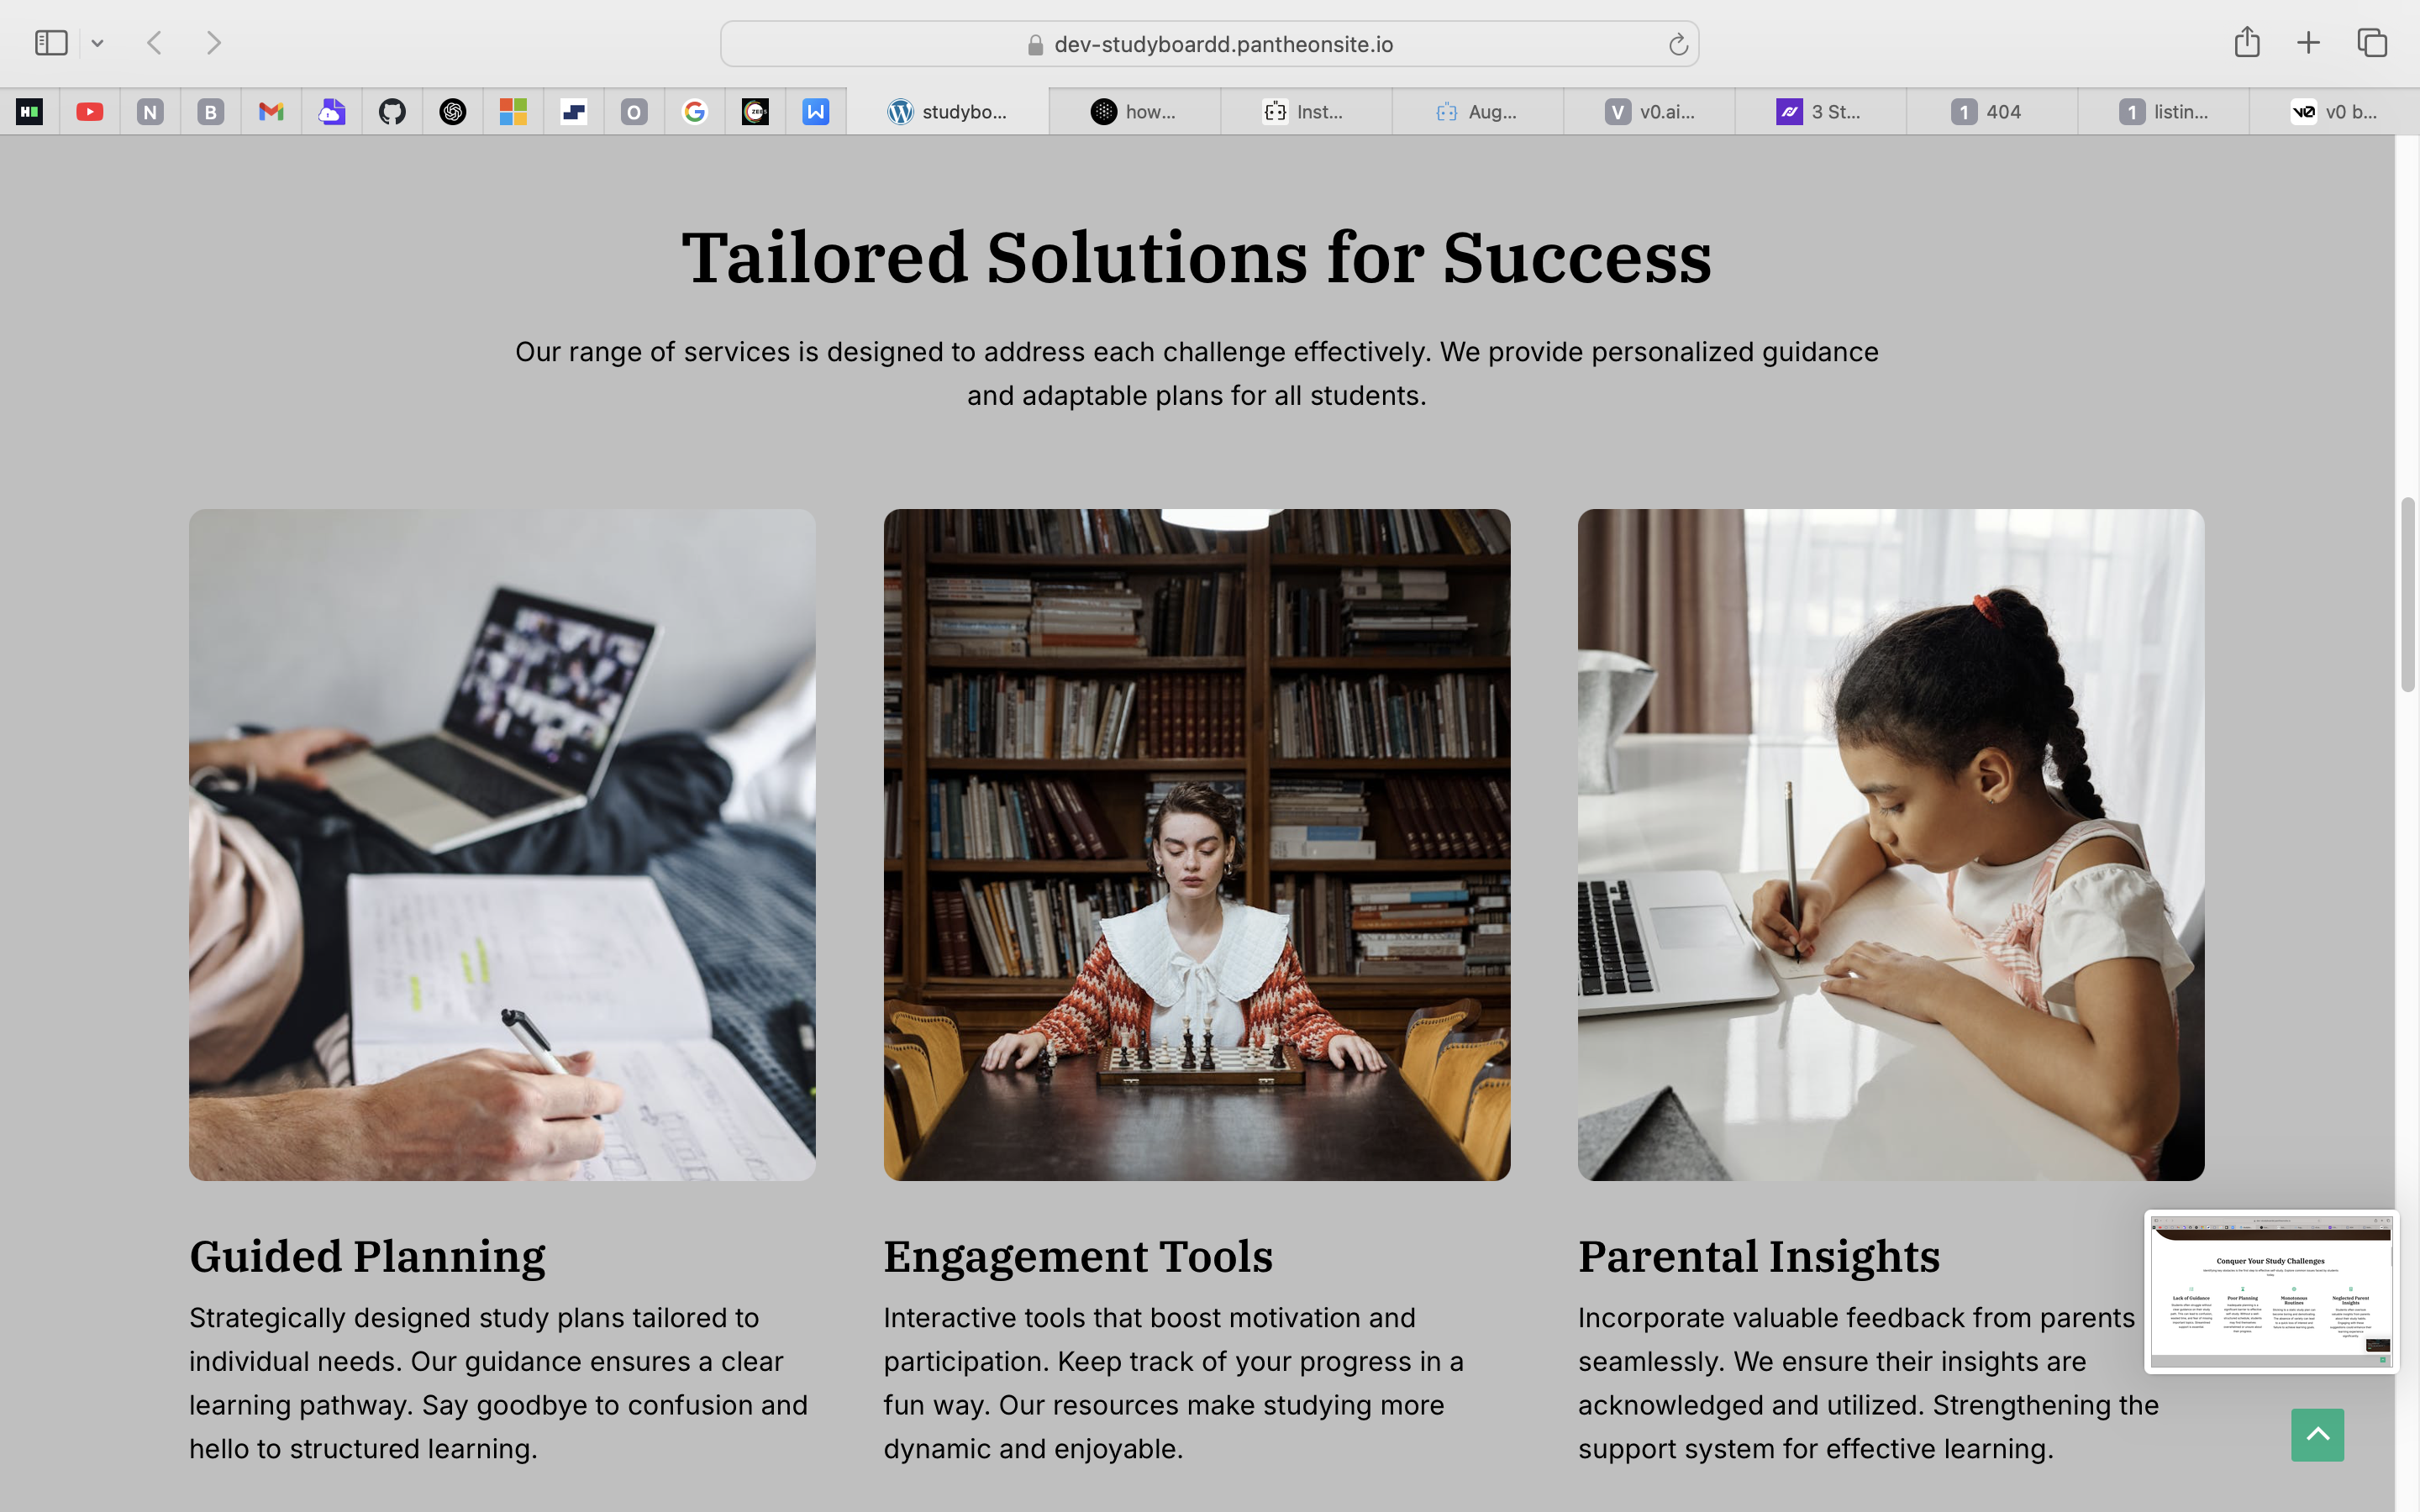 dev-studyboardd.pantheonsite.io
N
B
O
studybo...
how...
Inst...
Aug...
V
v0.ai...
3 St...
1
404
1
listin...
v0 b...
Tailored Solutions for Success
Our range of services is designed to address each challenge effectively. We provide personalized guidance
and adaptable plans for all students.
Guided Planning
Strategically designed study plans tailored to
individual needs. Our guidance ensures a clear
learning pathway. Say goodbye to confusion and
hello to structured learning.
Engagement Tools
Interactive tools that boost motivation and
participation. Keep track of your progress in a
fun way. Our resources make studying more
dynamic and enjoyable.
Parental Insights
Incorporate valuable feedback from parents
seamlessly. We ensure their insights are
acknowledged and utilized. Strengthening the
support system for effective learning.
Conquer Your Study Challenges
Lack of Guidance
Poor Planning
Monotonous
Routines
Neglected Parent
Insights